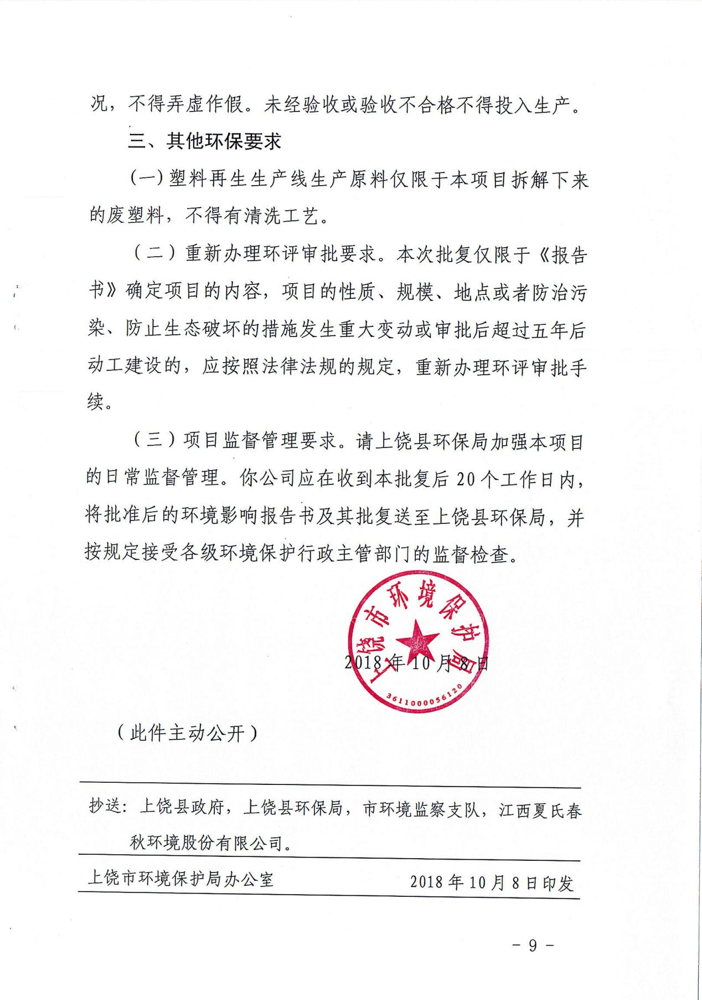 况，不得弄虚作假。未经验收或验收不合格不得投入生产。
三、其他环保要求
(一)塑料再生生产线生产原料仅限于本项目拆解下来
的废塑料，不得有清洗工艺。
（二）重新办理环评审批要求。本次批复仅限于《报告
书》确定项目的内容，项目的性质、规模、地点或者防治污
染、防止生态破坏的措施发生重大变动或审批后超过五年后
动工建设的，应按照法律法规的规定，重新办理环评审批手
续。
（三）项目监督管理要求。请上饶县环保局加强本项目
的日常监督管理。你公司应在收到本批复后 20 个工作日内，
将批准后的环境影响报告书及其批复送至上饶县环保局，并
按规定接受各级环境保护行政主管部门的监督检查。
上饶市环境保护局
2018 年 10 月 8 日
3611000056120
（此件主动公开）
抄送：上饶县政府，上饶县环保局，市环境监察支队，江西夏氏春
秋环境股份有限公司。
上饶市环境保护局办公室 2018 年 10 月 8 日印发
- 9 -